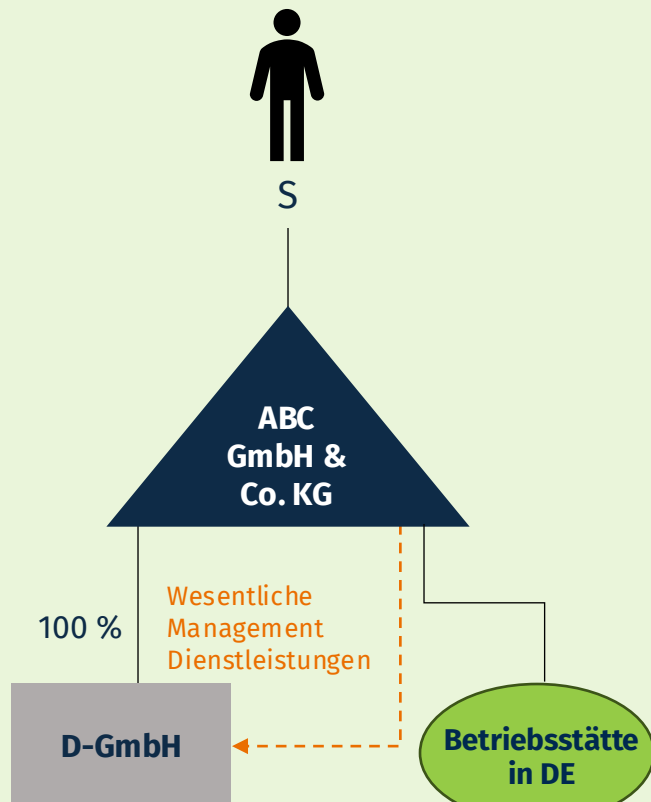 S
ABC
GmbH &
Co. KG
Wesentliche
Management
Dienstleistungen
100 %
D-GmbH
Betriebsstätte
in DE